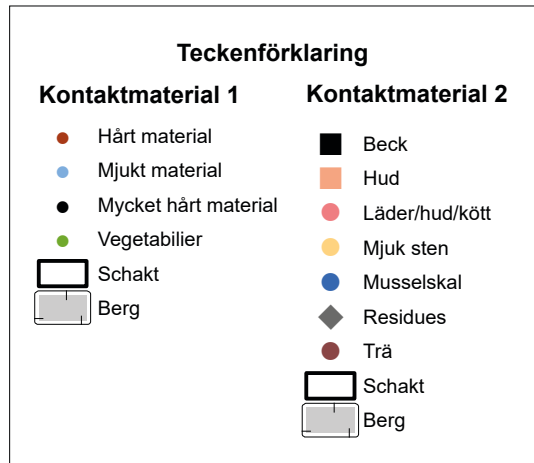 Teckenförklaring
Kontaktmaterial 1
Hårt material
Mjukt material
Mycket hårt material
Vegetabilier
Schakt
Berg
Kontaktmaterial 2
Beck
Hud
Läder/hud/kött
Mjuk sten
Musselskal
Residues
Trä
Schakt
Berg